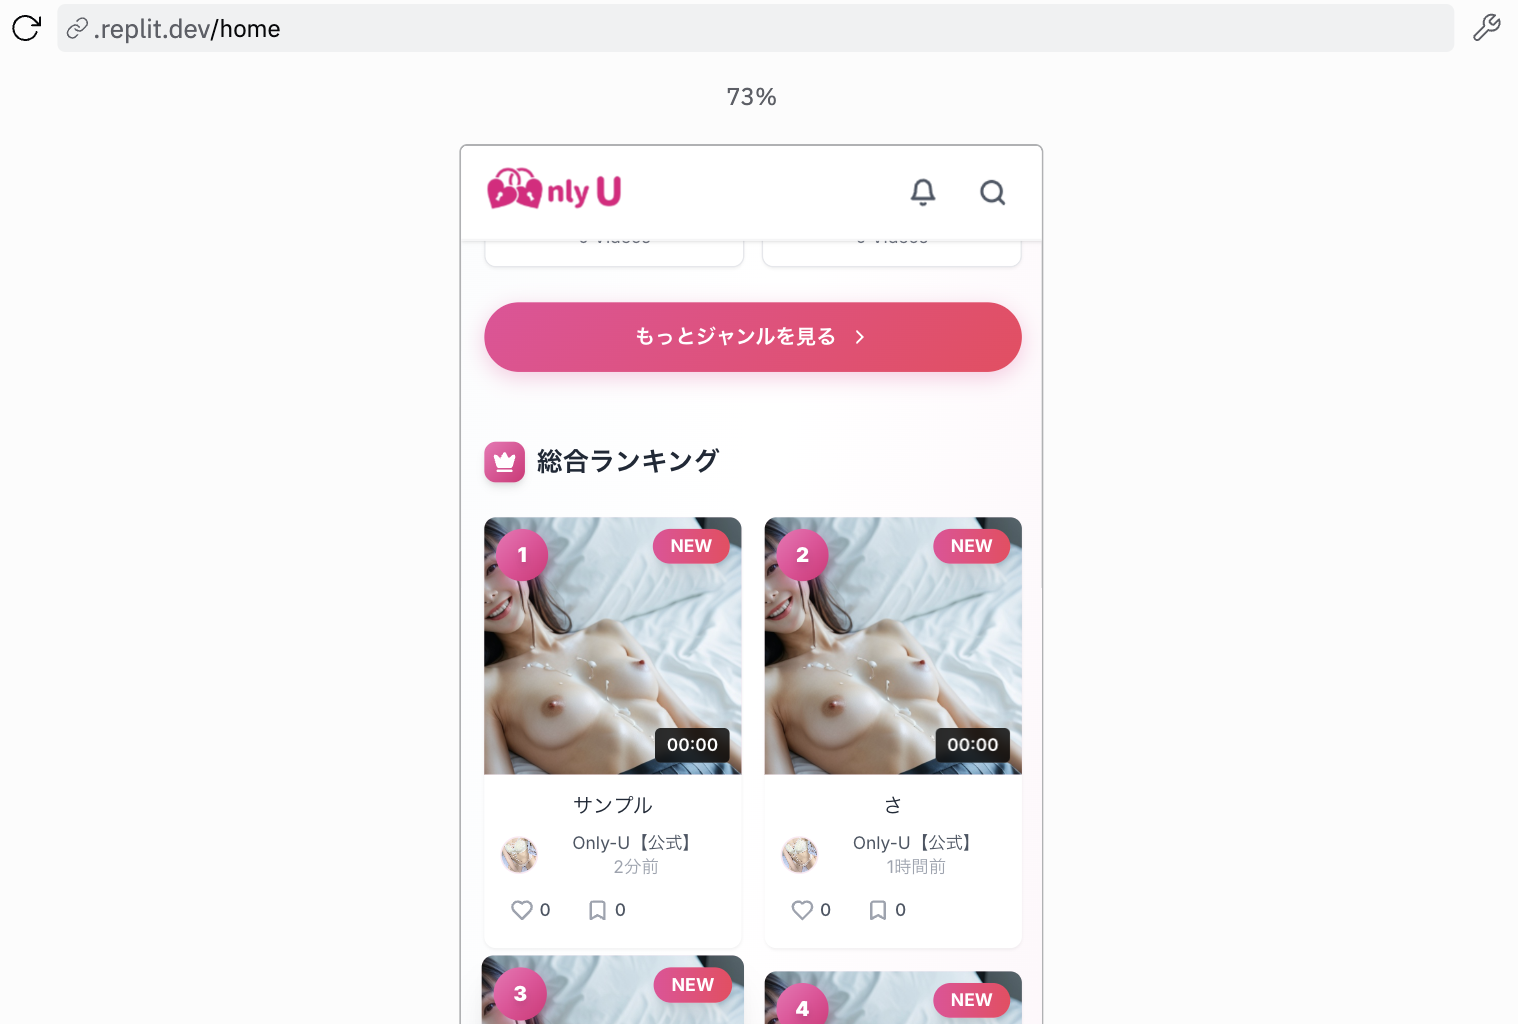 .replit.dev/home
73%
nly U
もっとジャンルを見る
総合ランキング
1
NEW
2
NEW
00:00
00:00
サンプル
さ
Only-U【公式】
2分前
Only-U【公式】
1時間前
0
0
0
0
3
NEW
4
NEW